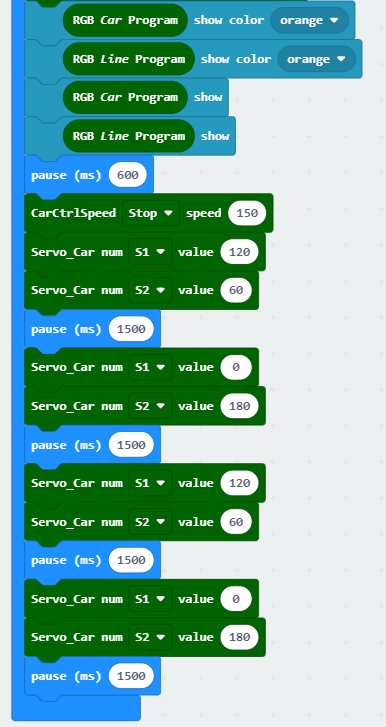 RGB Car Program show color orange
RGB Line Program show color orange
RGB Car Program show
RGB Line Program show
pause (ms) 600
CarCtrlSpeed Stop speed 150
Servo_Car num S1 value 120
Servo_Car num S2 value 60
pause (ms) 1500
Servo_Car num S1 value 0
Servo_Car num S2 value 180
pause (ms) 1500
Servo_Car num S1 value 120
Servo_Car num S2 value 60
pause (ms) 1500
Servo_Car num S1 value 0
Servo_Car num S2 value 180
pause (ms) 1500